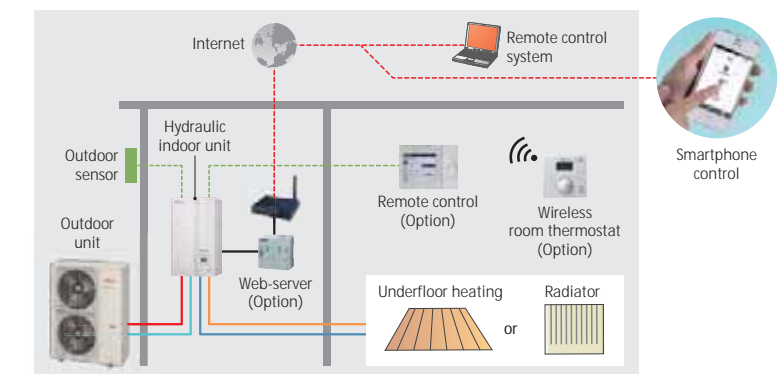 Internet
Remote control
system
Smartphone
control
Hydraulic
indoor unit
Outdoor
sensor
Remote control
(Option)
Wireless
room thermostat
(Option)
Outdoor
unit
Web-server
(Option)
Underfloor heating
Radiator
or